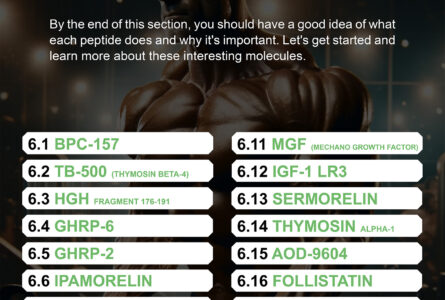 By the end of this section, you should have a good idea of what
each peptide does and why it's important. Let's get started and
learn more about these interesting molecules.
6.1 BPC-157
6.2 TB-500 (THYMOSIN BETA-4)
6.3 HGH FRAGMENT 176-191
6.4 GHRP-6
6.5 GHRP-2
6.6 IPAMORELIN
6.11 MGF (MECHANO GROWTH FACTOR)
6.12 IGF-1 LR3
6.13 SERMORELIN
6.14 THYMOSIN ALPHA-1
6.15 AOD-9604
6.16 FOLLISTATIN